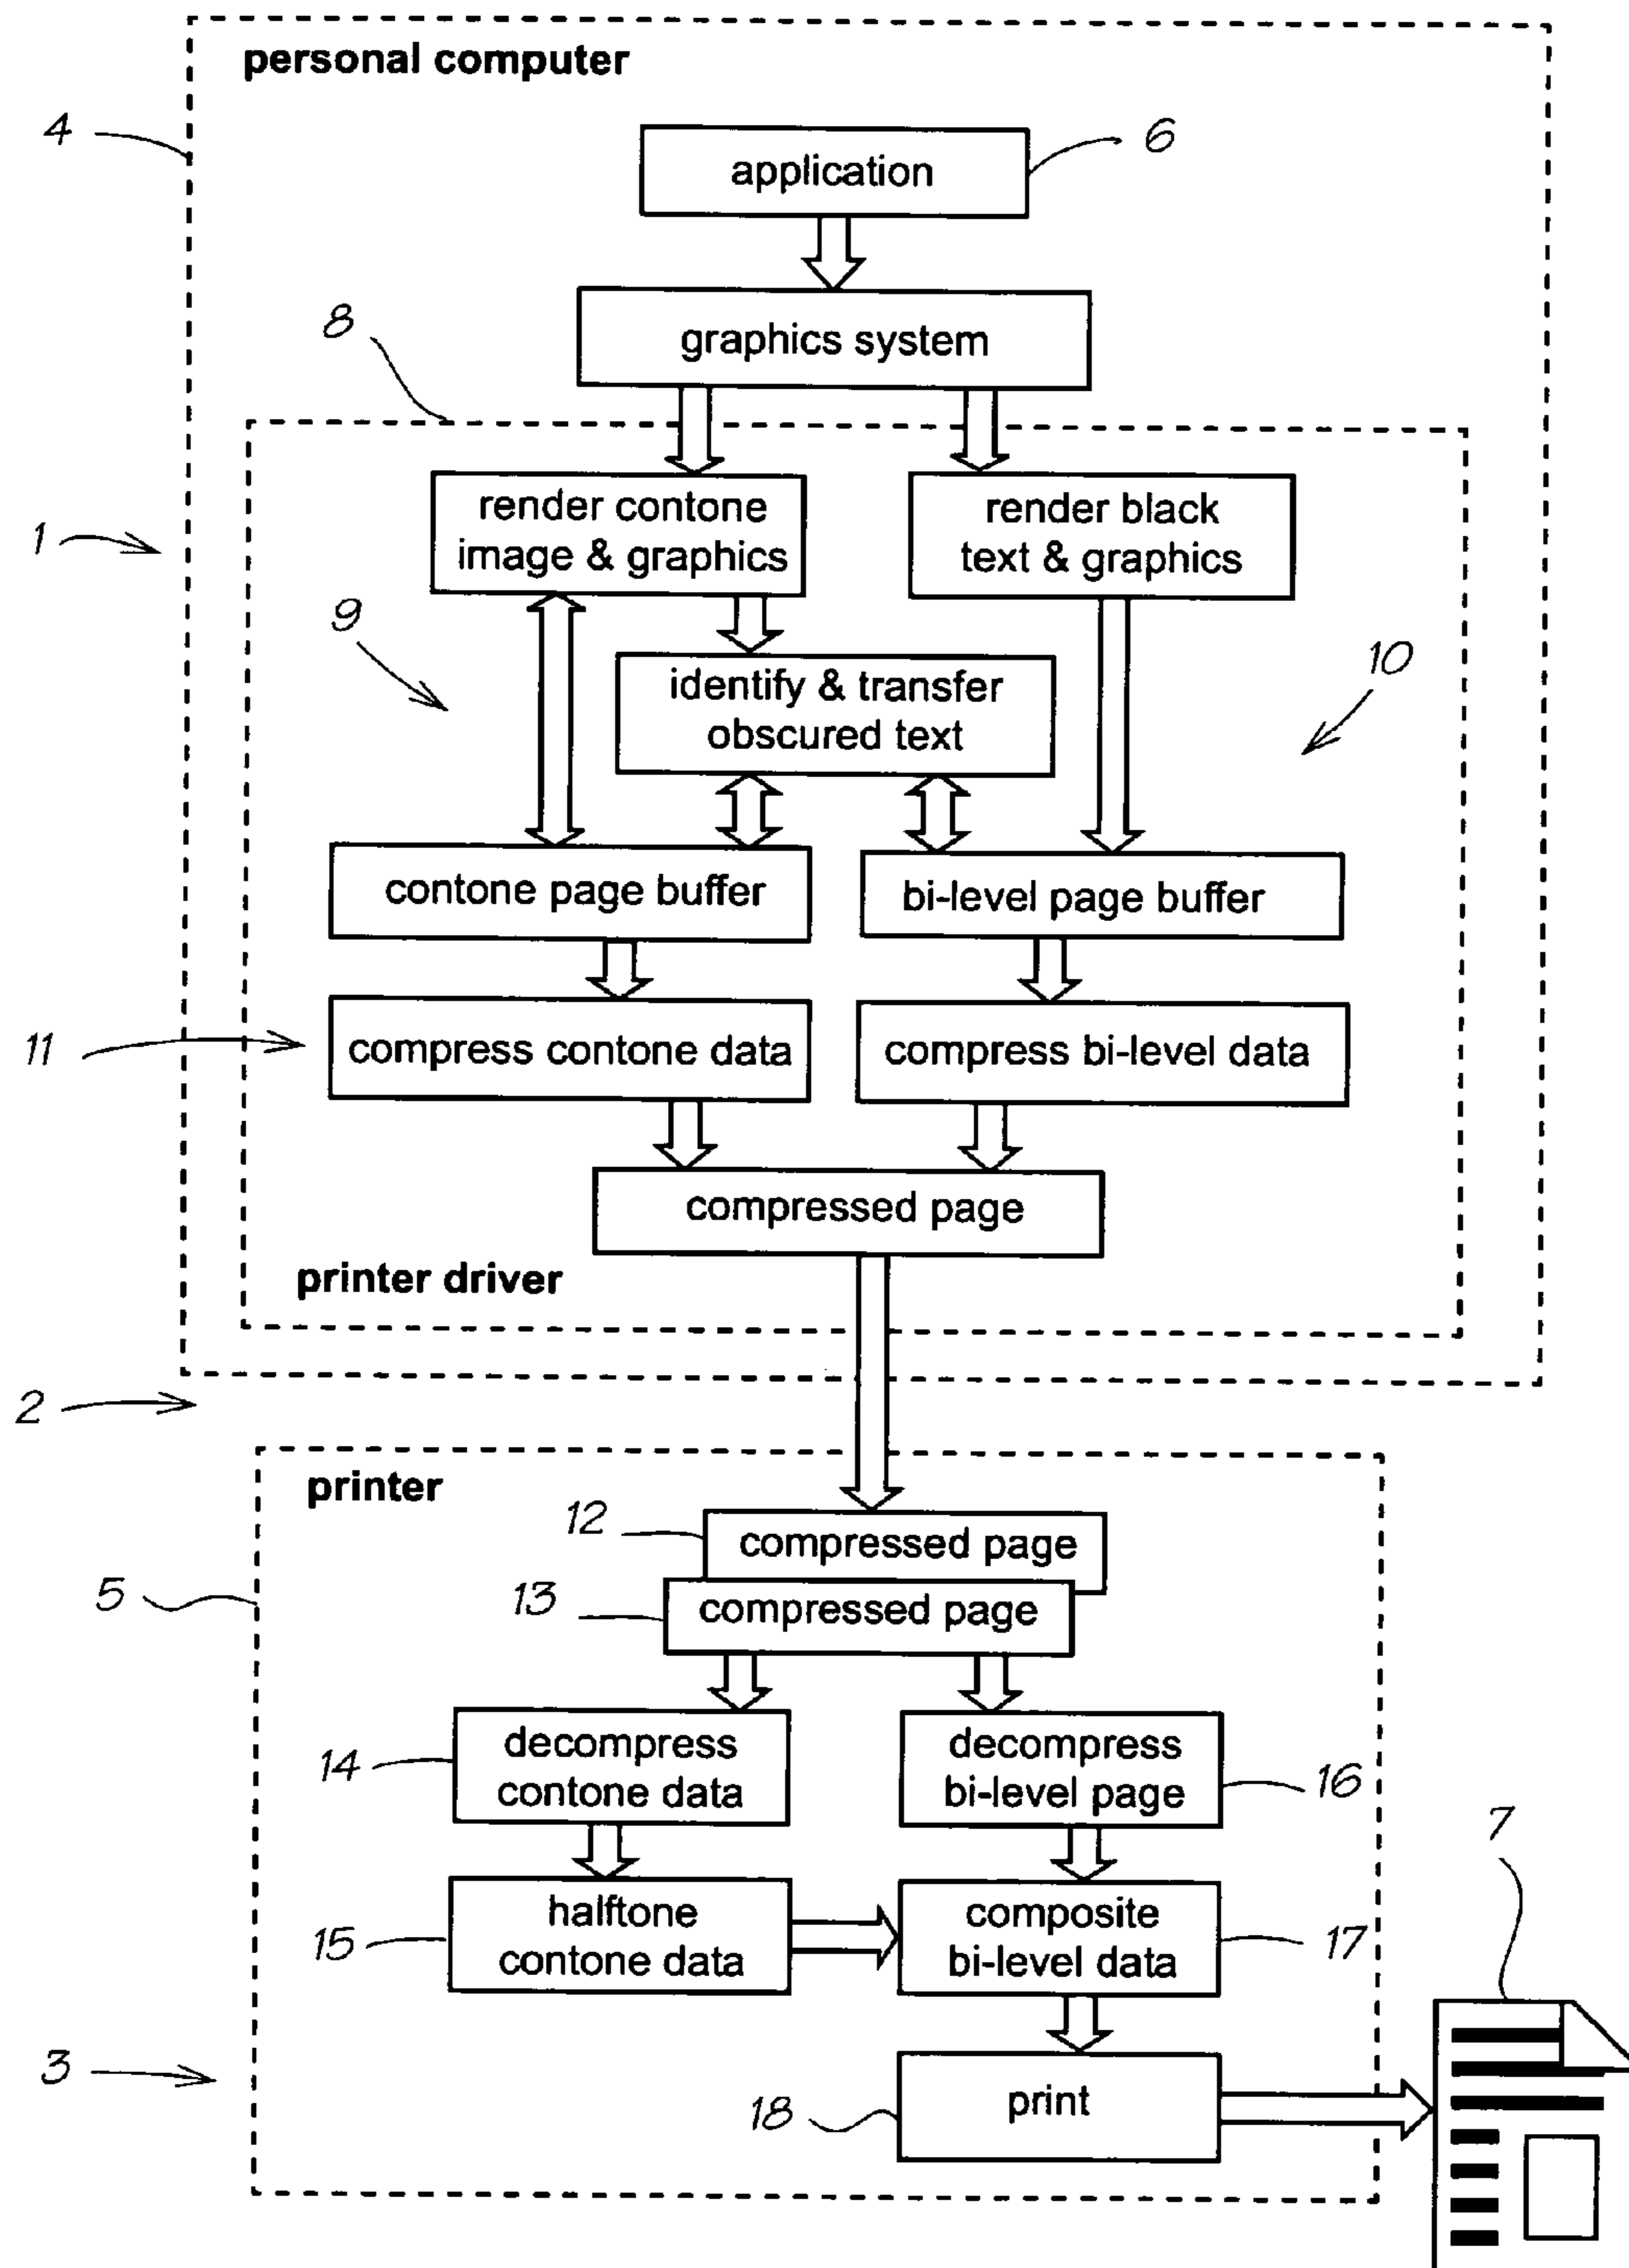 personal computer
4
6
application
8
graphics system
1
render contone
image & graphics
render black
text & graphics
9
10
identify & transfer
obscured text
contone page buffer
bi-level page buffer
11
compress contone data
compress bi-level data
compressed page
printer driver
2
printer
12
compressed page
5
13
compressed page
14
decompress
contone data
decompress
bi-level page
16
7
15
halftone
contone data
composite
bi-level data
17
3
18
print